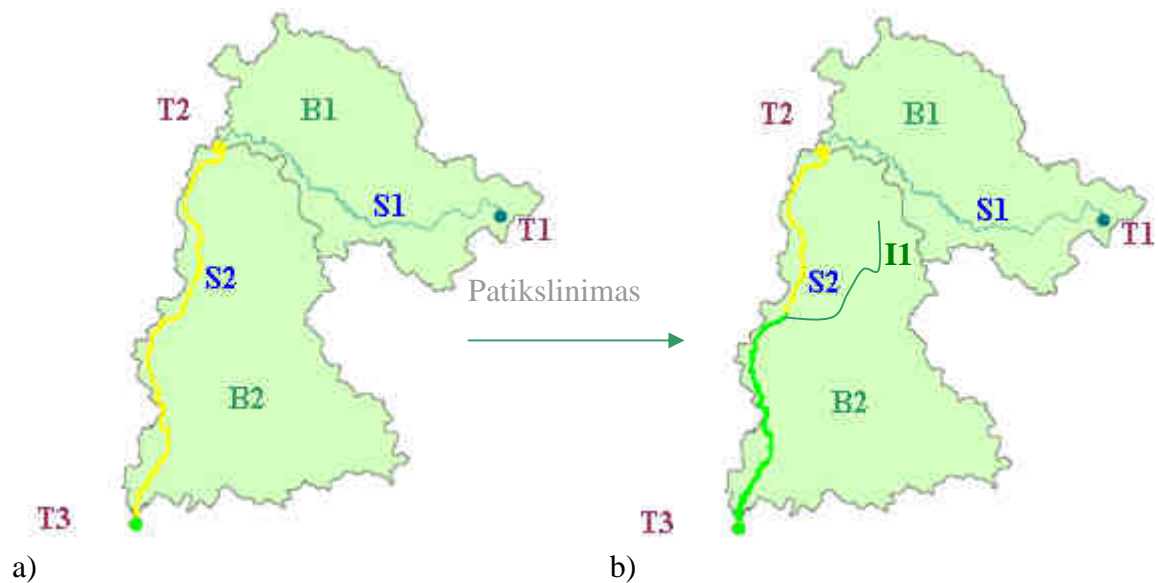 T2
B1
S1
T1
S2
B2
T3
a)
Patikslinimas
T2
B1
S1
T1
I1
S2
B2
T3
b)